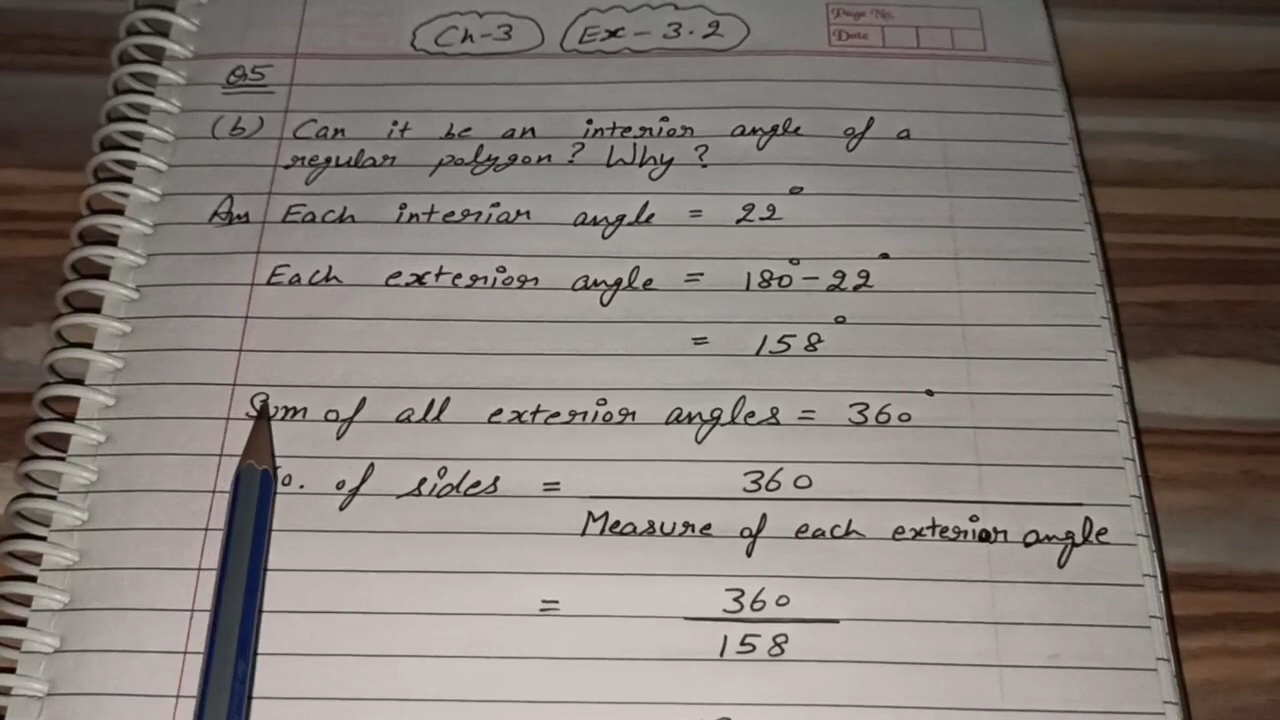 Ch-3 Ex-3.2
Page No.
Date
Q.5
(b) Can it be an interior angle of a
regular polygon? Why?
Ans Each interior angle = 22°
Each exterior angle = 180°-22°
= 158°
Sum of all exterior angles = 360°
o. of sides = 360
Measure of each exterior angle
= 360
158